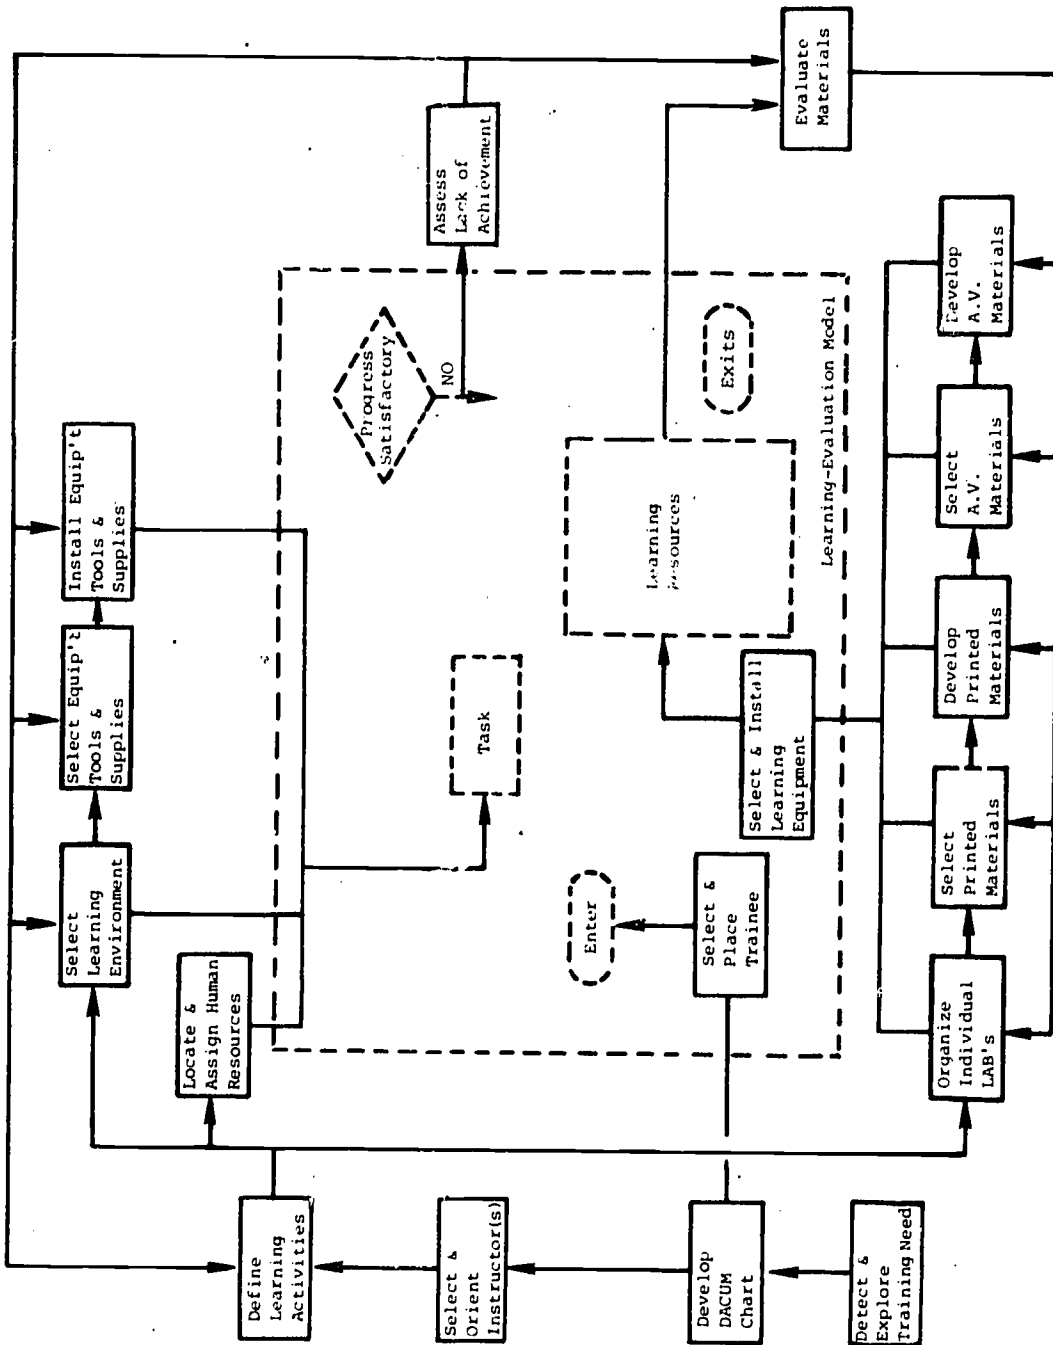 Define
Learning
Activities
Select &
Orient
Instructor(s)
Develop
DACUM
Chart
Detect &
Explore
Training Need
Select
Learning
Environment
Locate &
Assign Human
Resources
Select Equip't
Tools &
Supplies
Install Equip't
Tools &
Supplies
Enter
Select &
Place
Trainee
Task
Select & Install
Learning
Equipment
Learning
Resources
Progress
Satisfactory
NO
Exits
Learning-Evaluation Model
Assess
Lack of
Achievement
Evaluate
Materials
Organize
Individual
LAB's
Select
Printed
Materials
Develop
Printed
Materials
Select
A.V.
Materials
Develop
A.V.
Materials